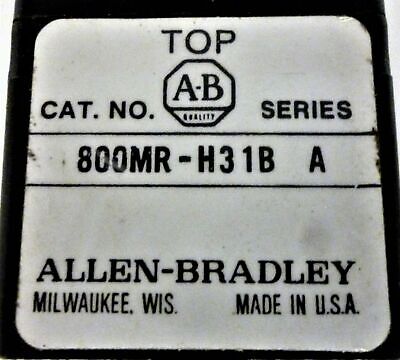 TOP
A-B
QUALITY
CAT. NO. SERIES
800MR-H31B A
ALLEN-BRADLEY
MILWAUKEE, WIS. MADE IN U.S.A.